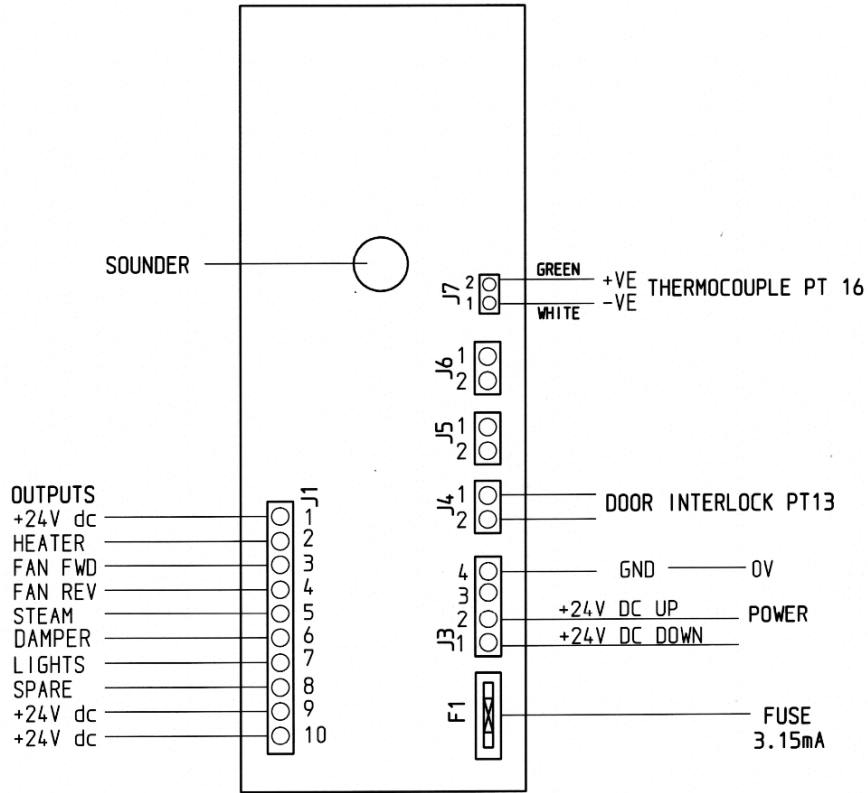 SOUNDER
J7
2 GREEN +VE
1 WHITE -VE
THERMOCOUPLE PT 16
J6
1
2
J5
1
2
J4
1
2
DOOR INTERLOCK PT13
J3
4 GND 0V
3
2 +24V DC UP
1 +24V DC DOWN
POWER
F1
FUSE
3.15mA
OUTPUTS J1
+24V dc 1
HEATER 2
FAN FWD 3
FAN REV 4
STEAM 5
DAMPER 6
LIGHTS 7
SPARE 8
+24V dc 9
+24V dc 10